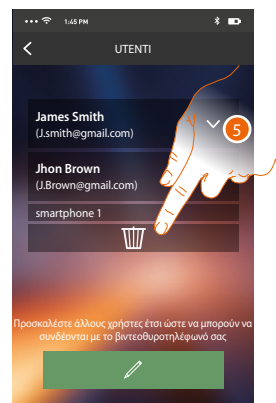 1:45 PM
UTENTI
James Smith
(J.smith@gmail.com)
5
Jhon Brown
(J.Brown@gmail.com)
smartphone 1
Προσκαλέστε άλλους χρήστες έτσι ώστε να μπορούν να
συνδέονται με το βιντεοθυροτηλέφωνό σας